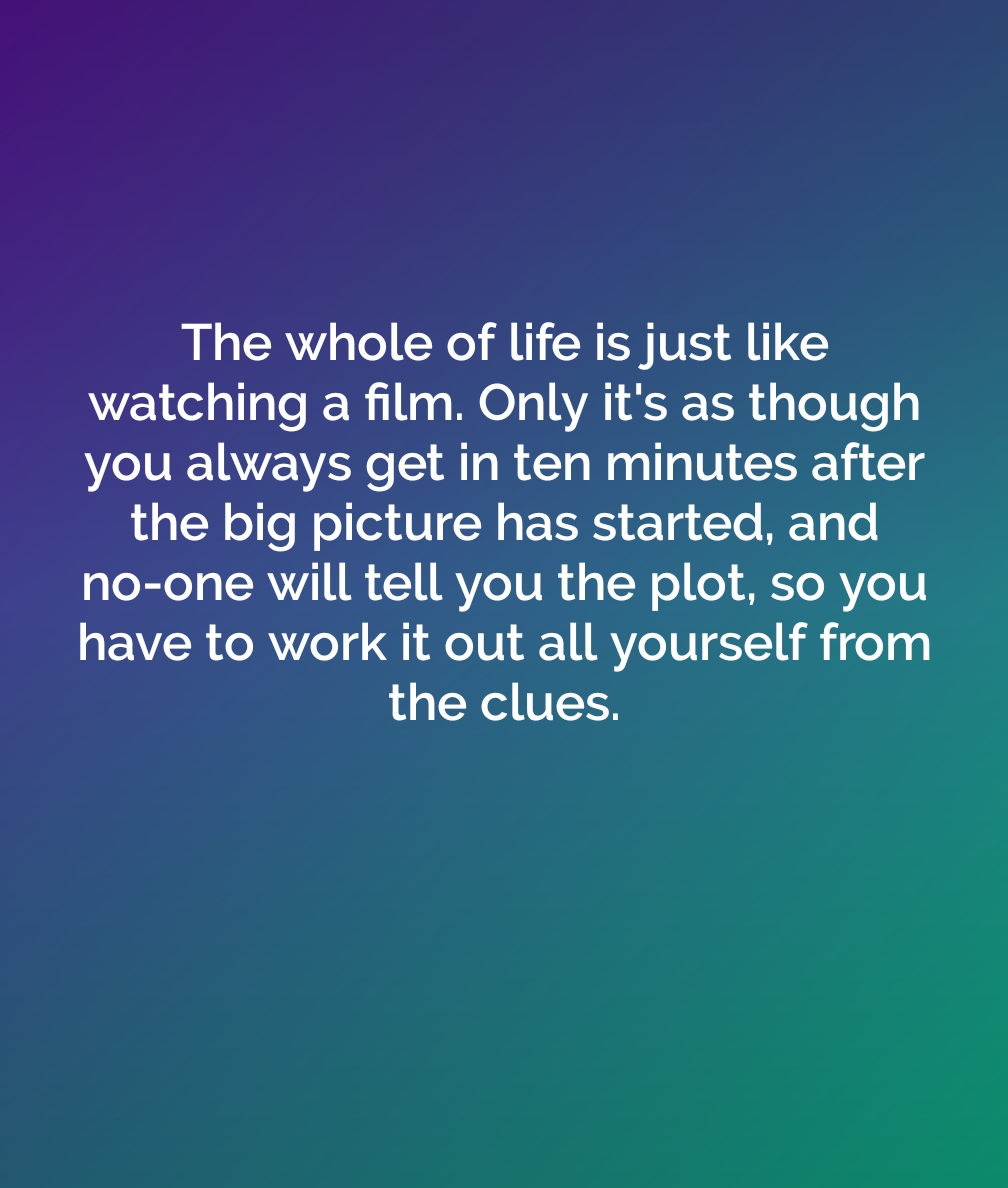 The whole of life is just like
watching a film. Only it's as though
you always get in ten minutes after
the big picture has started, and
no-one will tell you the plot, so you
have to work it out all yourself from
the clues.